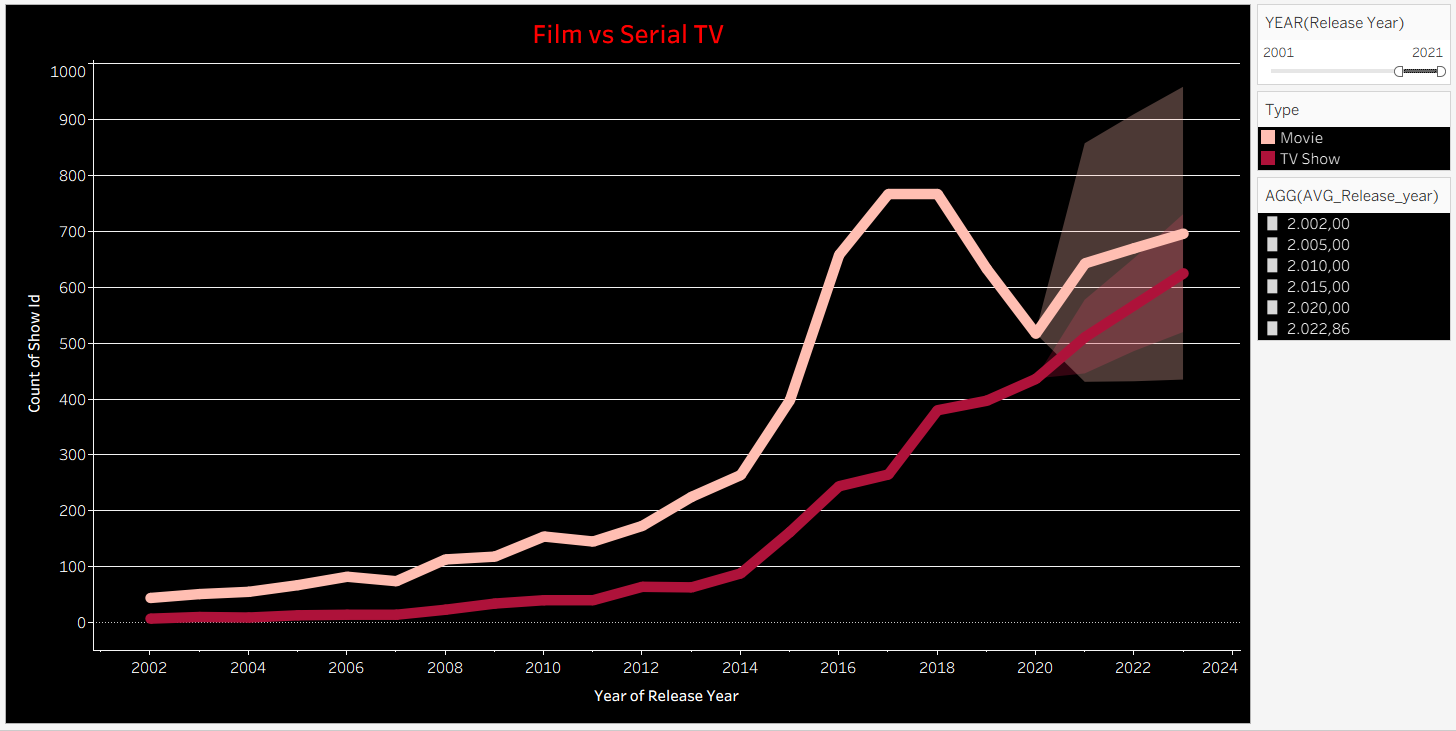 Film vs Serial TV
1000
900
800
700
600
500
400
300
200
100
0
Count of Show Id
2002 2004 2006 2008 2010 2012 2014 2016 2018 2020 2022 2024
Year of Release Year
YEAR(Release Year)
2001 2021
Type
Movie
TV Show
AGG(AVG_Release_year)
2.002,00
2.005,00
2.010,00
2.015,00
2.020,00
2.022,86